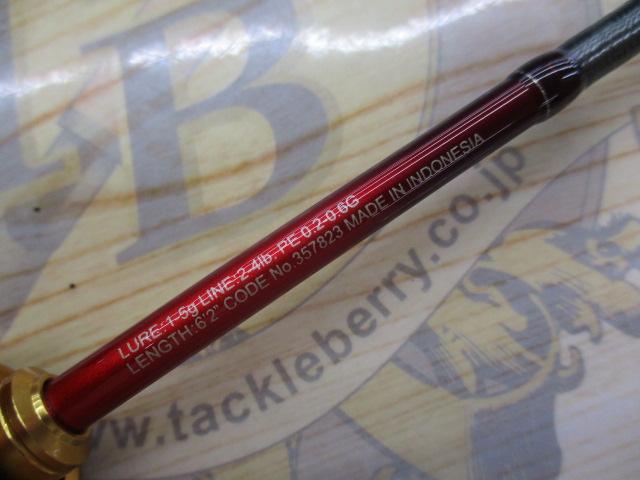 LURE:1-5g LINE:2-4lb. PE 0.2-0.6G
LENGTH:6'2" CODE No.357823 MADE IN INDONESIA
B
www.tackleberry.co.jp